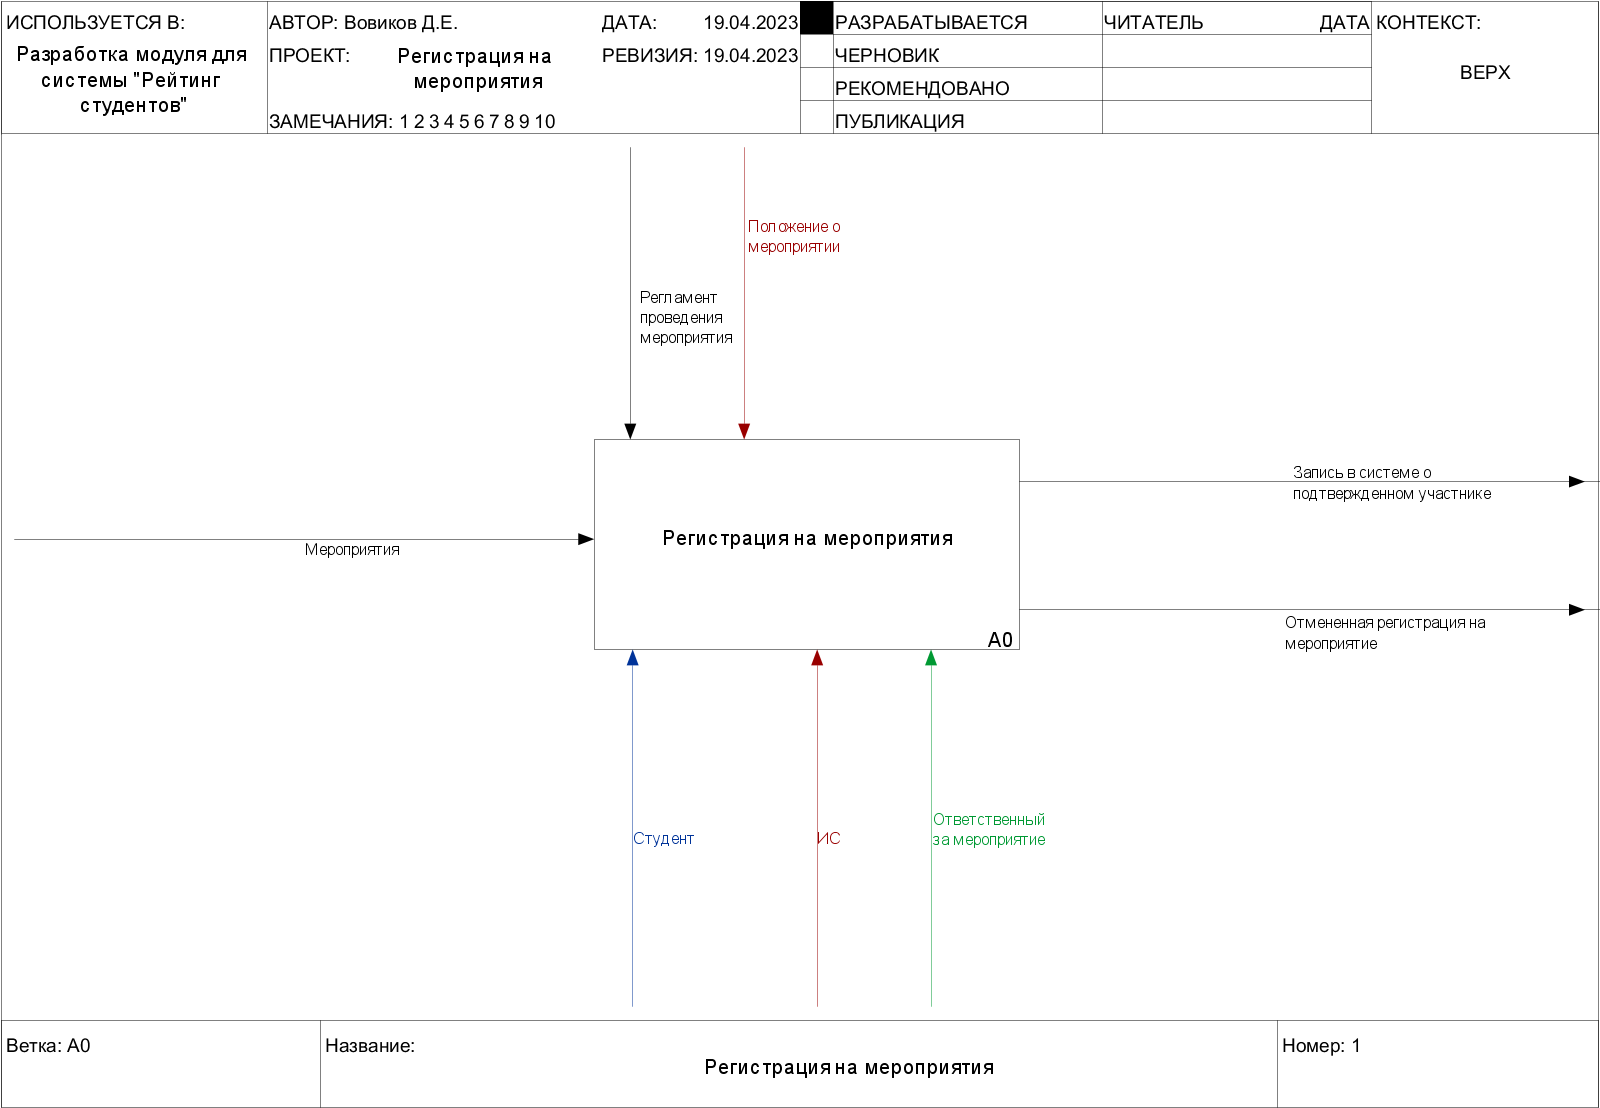 ИСПОЛЬЗУЕТСЯ В:
Разработка модуля для
системы "Рейтинг
студентов"
АВТОР: Вовиков Д.Е.
ДАТА: 19.04.2023
ПРОЕКТ: Регистрация на
мероприятия
РЕВИЗИЯ: 19.04.2023
ЗАМЕЧАНИЯ: 1 2 3 4 5 6 7 8 9 10
РАЗРАБАТЫВАЕТСЯ
ЧЕРНОВИК
РЕКОМЕНДОВАНО
ПУБЛИКАЦИЯ
ЧИТАТЕЛЬ ДАТА
КОНТЕКСТ:
ВЕРХ
Положение о
мероприятии
Регламент
проведения
мероприятия
Запись в системе о
подтвержденном участнике
Регистрация на мероприятия
Мероприятия
Отмененная регистрация на
мероприятие
A0
Ответственный
за мероприятие
Студент
ИС
Ветка: A0
Название:
Регистрация на мероприятия
Номер: 1